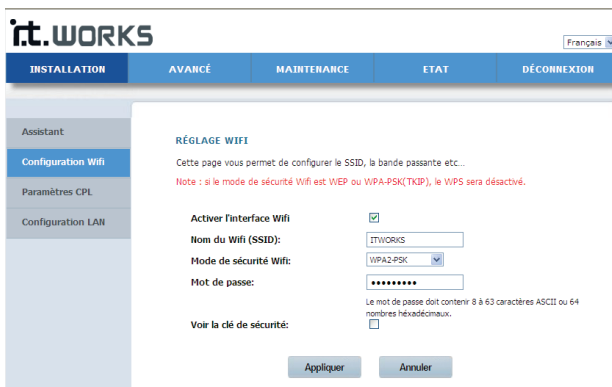 i.t.WORKS
Français
INSTALLATION AVANCÉ MAINTENANCE ETAT DÉCONNEXION
Assistant
Configuration Wifi
Paramètres CPL
Configuration LAN
RÉGLAGE WIFI
Cette page vous permet de configurer le SSID, la bande passante etc...
Note : si le mode de sécurité Wifi est WEP ou WPA-PSK(TKIP), le WPS sera désactivé.
Activer l'interface Wifi
Nom du Wifi (SSID): ITWORKS
Mode de sécurité Wifi: WPA2-PSK
Mot de passe: •••••••••
Le mot de passe doit contenir 8 à 63 caractères ASCII ou 64
nombres héxadécimaux.
Voir la clé de sécurité:
Appliquer Annuler